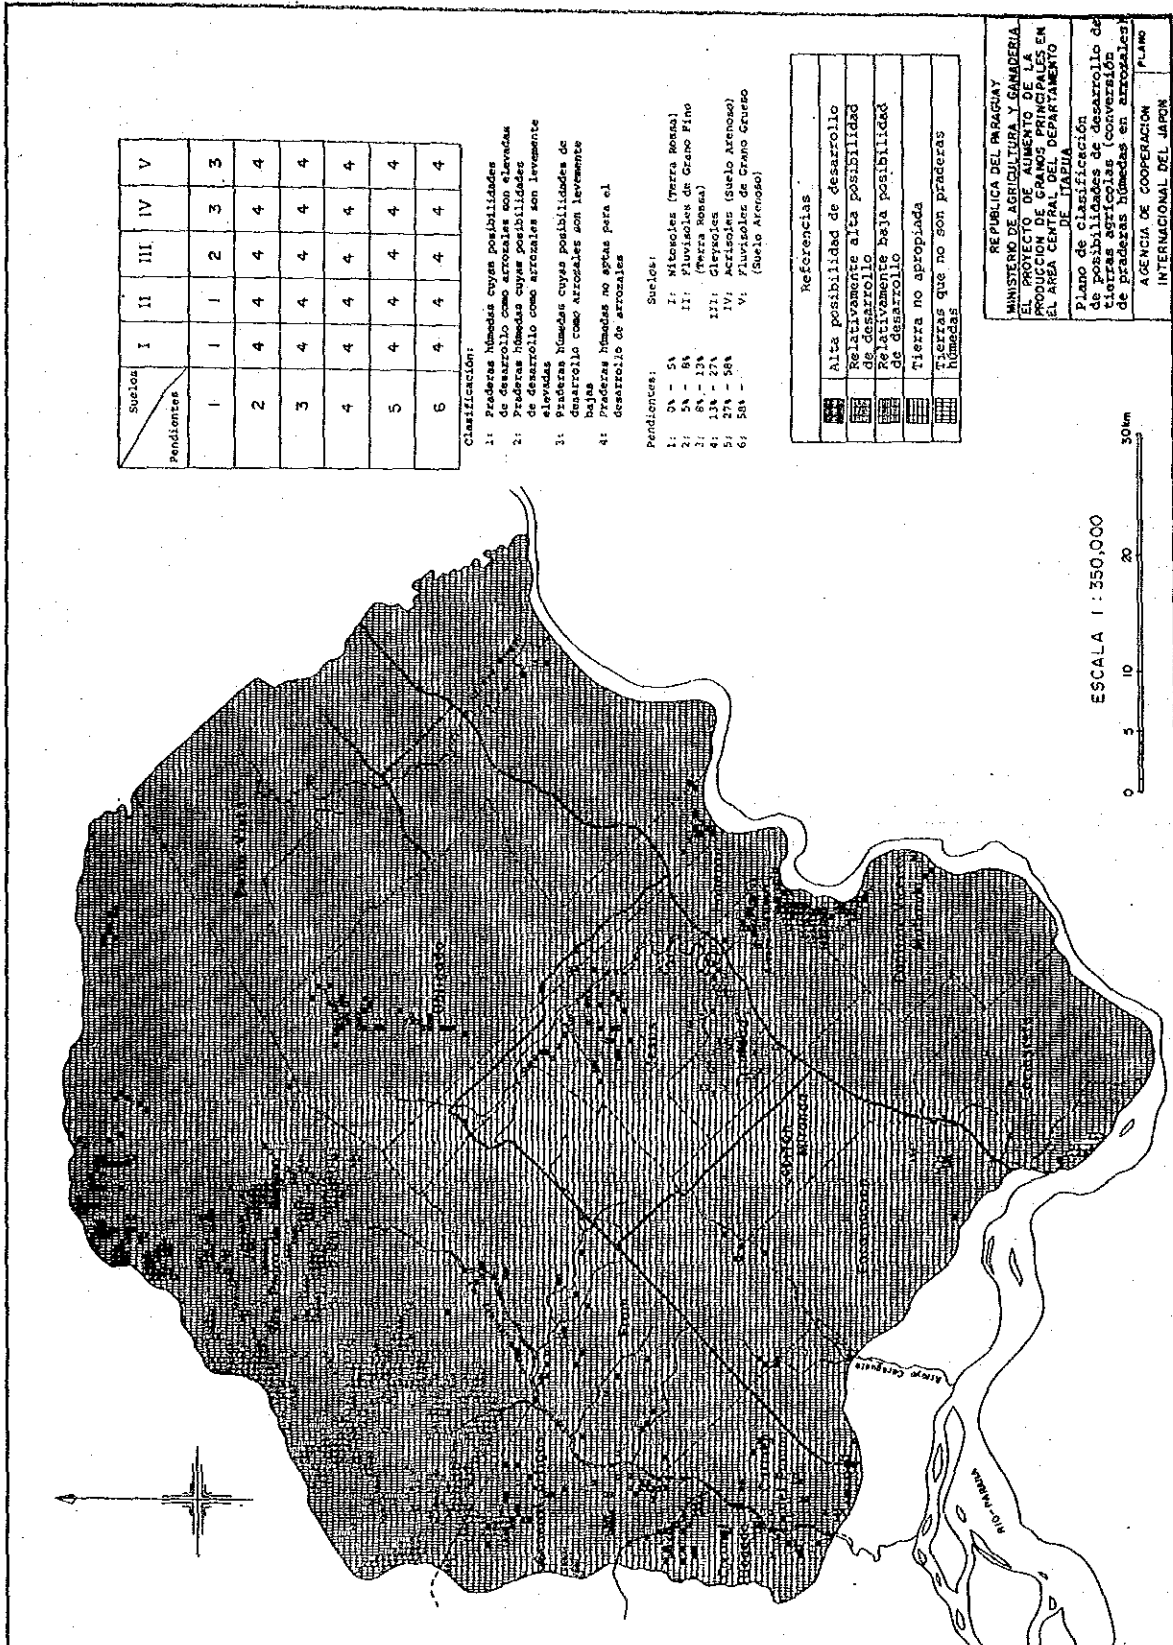 Suelos I II III IV V
Pendientes
1 1 1 2 3 3
2 4 4 4 4 4
3 4 4 4 4 4
4 4 4 4 4 4
5 4 4 4 4 4
6 4 4 4 4 4
Clasificación:
1: Praderas húmedas cuyas posibilidades
de desarrollo como arrozales son elevadas
2: Praderas húmedas cuyas posibilidades
de desarrollo como arrozales son levemente
elevadas
3: Praderas húmedas cuyas posibilidades de
desarrollo como arrozales son levemente
bajas
4: Praderas húmedas no aptas para el
desarrollo de arrozales
Pendientes:
1: 0% - 5%
2: 5% - 8%
3: 8% - 13%
4: 13% - 27%
5: 27% - 58%
6: 58% -
Suelos:
I: Nitosoles (Terra Rossa)
II: Fluvisoles de Grano Fino
(Terra Rossa)
III: Gleysoles
IV: Acrisoles (Suelo Arenoso)
V: Fluvisoles de Grano Grueso
(Suelo Arenoso)
Referencias
Alta posibilidad de desarrollo
Relativamente alta posibilidad
de desarrollo
Relativamente baja posibilidad
de desarrollo
Tierra no apropiada
Tierras que no son praderas
húmedas
REPUBLICA DEL PARAGUAY
MINISTERIO DE AGRICULTURA Y GANADERIA
EL PROYECTO DE AUMENTO DE LA
PRODUCCION DE GRANOS PRINCIPALES EN
EL AREA CENTRAL DEL DEPARTAMENTO
DE ITAPUA
Plano de clasificación
de posibilidades de desarrollo de
tierras agrícolas (conversión
de praderas húmedas en arrozales)
AGENCIA DE COOPERACION
INTERNACIONAL DEL JAPON
PLANO
ESCALA 1 : 350,000
0 5 10 20 30km
Obligado
Encarnacion
Arroyo Caraguata
RIO-PARANA